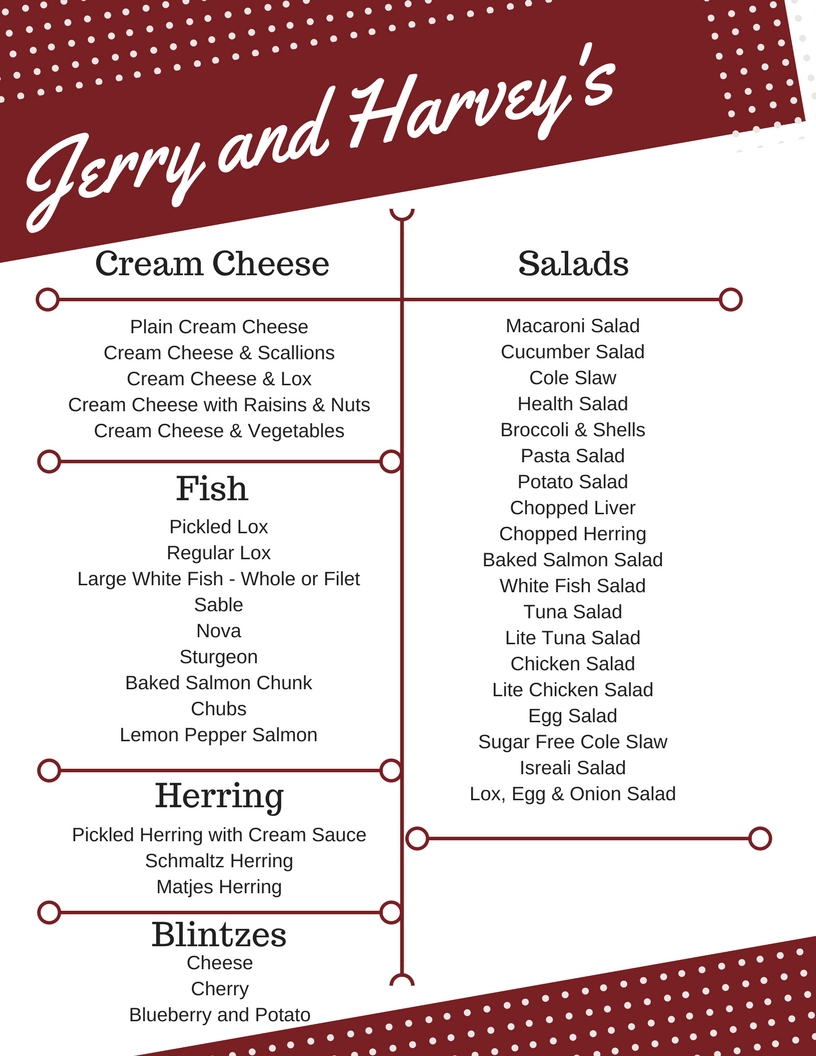 Jerry and Harvey's
Cream Cheese
Plain Cream Cheese
Cream Cheese & Scallions
Cream Cheese & Lox
Cream Cheese with Raisins & Nuts
Cream Cheese & Vegetables
Fish
Pickled Lox
Regular Lox
Large White Fish - Whole or Filet
Sable
Nova
Sturgeon
Baked Salmon Chunk
Chubs
Lemon Pepper Salmon
Herring
Pickled Herring with Cream Sauce
Schmaltz Herring
Matjes Herring
Blintzes
Cheese
Cherry
Blueberry and Potato
Salads
Macaroni Salad
Cucumber Salad
Cole Slaw
Health Salad
Broccoli & Shells
Pasta Salad
Potato Salad
Chopped Liver
Chopped Herring
Baked Salmon Salad
White Fish Salad
Tuna Salad
Lite Tuna Salad
Chicken Salad
Lite Chicken Salad
Egg Salad
Sugar Free Cole Slaw
Isreali Salad
Lox, Egg & Onion Salad